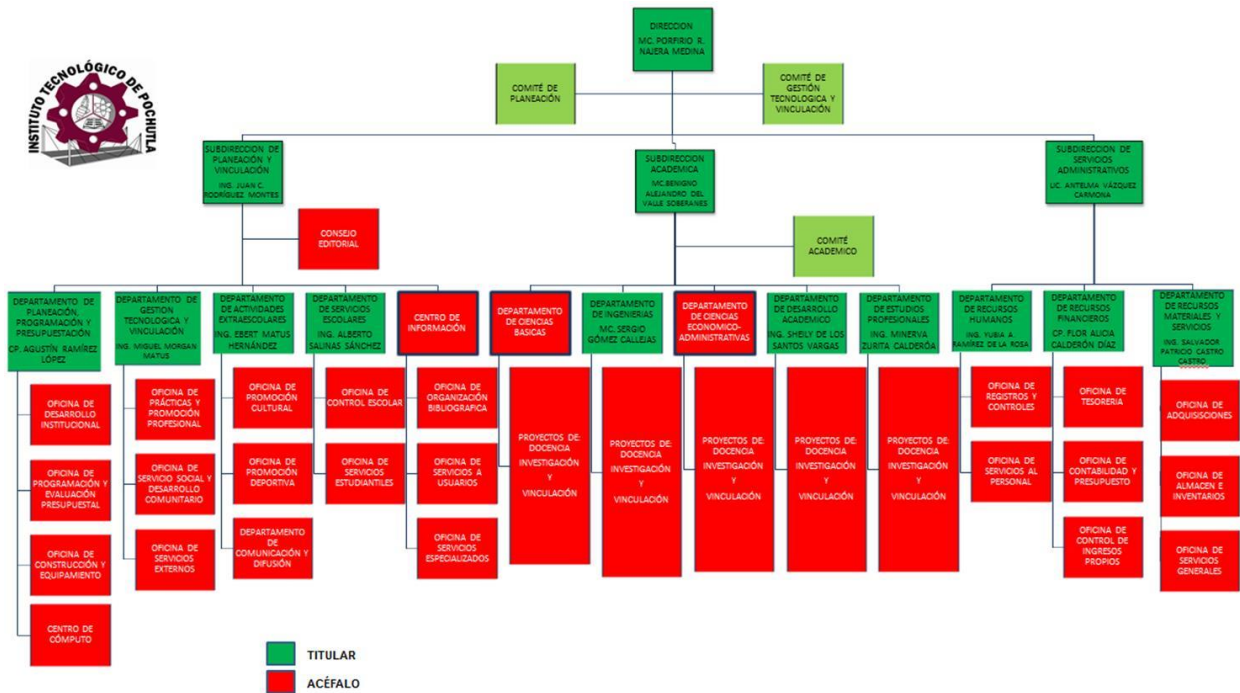 DIRECCION
MC. PORFIRIO R.
NAJERA MEDINA
INSTITUTO TECNOLÓGICO DE POCHUTLA
COMITÉ DE
PLANEACIÓN
COMITÉ DE
GESTIÓN
TECNOLOGICA Y
VINCULACIÓN
SUBDIRECCION DE
PLANEACIÓN Y
VINCULACIÓN
ING. JUAN C.
RODRÍGUEZ MONTES
SUBDIRECCION
ACADEMICA
MC.BENIGNO
ALEJANDRO DEL
VALLE SOBERANES
SUBDIRECCION DE
SERVICIOS
ADMINISTRATIVOS
LIC. ANTELMA VÁZQUEZ
CARMONA
CONSEJO
EDITORIAL
COMITÉ
ACADEMICO
DEPARTAMENTO DE
PLANEACIÓN,
PROGRAMACIÓN Y
PRESUPUESTACIÓN
CP. AGUSTÍN RAMÍREZ
LÓPEZ
DEPARTAMENTO DE
GESTION
TECNOLOGICA Y
VINCULACIÓN
ING. MIGUEL MORGAN
MATUS
DEPARTAMENTO
DE ACTIVIDADES
EXTRAESCOLARES
ING. EBERT MATUS
HERNÁNDEZ
DEPARTAMENTO
DE SERVICIOS
ESCOLARES
ING. ALBERTO
SALINAS SÁNCHEZ
CENTRO DE
INFORMACIÓN
DEPARTAMENTO
DE CIENCIAS BASICAS
DEPARTAMENTO
DE INGENIERIAS
MC. SERGIO
GÓMEZ CALLEJAS
DEPARTAMENTO
DE CIENCIAS
ECONOMICO-
ADMINISTRATIVAS
DEPARTAMENTO
DE DESARROLLO
ACADEMICO
ING. SHEILY DE LOS
SANTOS VARGAS
DEPARTAMENTO
DE ESTUDIOS
PROFESIONALES
ING. MINERVA
ZURITA CALDERÓA
DEPARTAMENTO
DE RECURSOS
HUMANOS
ING. YUBIA A.
RAMÍREZ DE LA ROSA
DEPARTAMENTO
DE RECURSOS
FINANCIEROS
CP. FLOR ALICIA
CALDERÓN DÍAZ
DEPARTAMENTO
DE RECURSOS
MATERIALES Y
SERVICIOS
ING. SALVADOR
PATRICIO CASTRO
CASTRO
OFICINA DE
DESARROLLO
INSTITUCIONAL
OFICINA DE
PROGRAMACIÓN Y
EVALUACIÓN
PRESUPUESTAL
OFICINA DE
CONSTRUCCIÓN Y
EQUIPAMIENTO
CENTRO DE
CÓMPUTO
OFICINA DE
PRÁCTICAS Y
PROMOCIÓN
PROFESIONAL
OFICINA DE
SERVICIO SOCIAL Y
DESARROLLO
COMUNITARIO
OFICINA DE
SERVICIOS
EXTERNOS
OFICINA DE
PROMOCIÓN
CULTURAL
OFICINA DE
PROMOCIÓN
DEPORTIVA
DEPARTAMENTO
DE
COMUNICACIÓN Y
DIFUSIÓN
OFICINA DE
CONTROL ESCOLAR
OFICINA DE
SERVICIOS
ESTUDIANTILES
OFICINA DE
ORGANIZACIÓN
BIBLIOGRAFICA
OFICINA DE
SERVICIOS A
USUARIOS
OFICINA DE
SERVICIOS
ESPECIALIZADOS
PROYECTOS DE:
DOCENCIA
INVESTIGACIÓN
Y
VINCULACIÓN
PROYECTOS DE:
DOCENCIA
INVESTIGACIÓN
Y
VINCULACIÓN
PROYECTOS DE:
DOCENCIA
INVESTIGACIÓN
Y
VINCULACIÓN
PROYECTOS DE:
DOCENCIA
INVESTIGACIÓN
Y
VINCULACIÓN
PROYECTOS DE:
DOCENCIA
INVESTIGACIÓN
Y
VINCULACIÓN
OFICINA DE
REGISTROS Y
CONTROLES
OFICINA DE
SERVICIOS AL
PERSONAL
OFICINA DE
TESORERIA
OFICINA DE
CONTABILIDAD Y
PRESUPUESTO
OFICINA DE
CONTROL DE
INGRESOS
PROPIOS
OFICINA DE
ADQUISISCIONES
OFICINA DE
ALMACEN E
INVENTARIOS
OFICINA DE
SERVICIOS
GENERALES
TITULAR
ACÉFALO